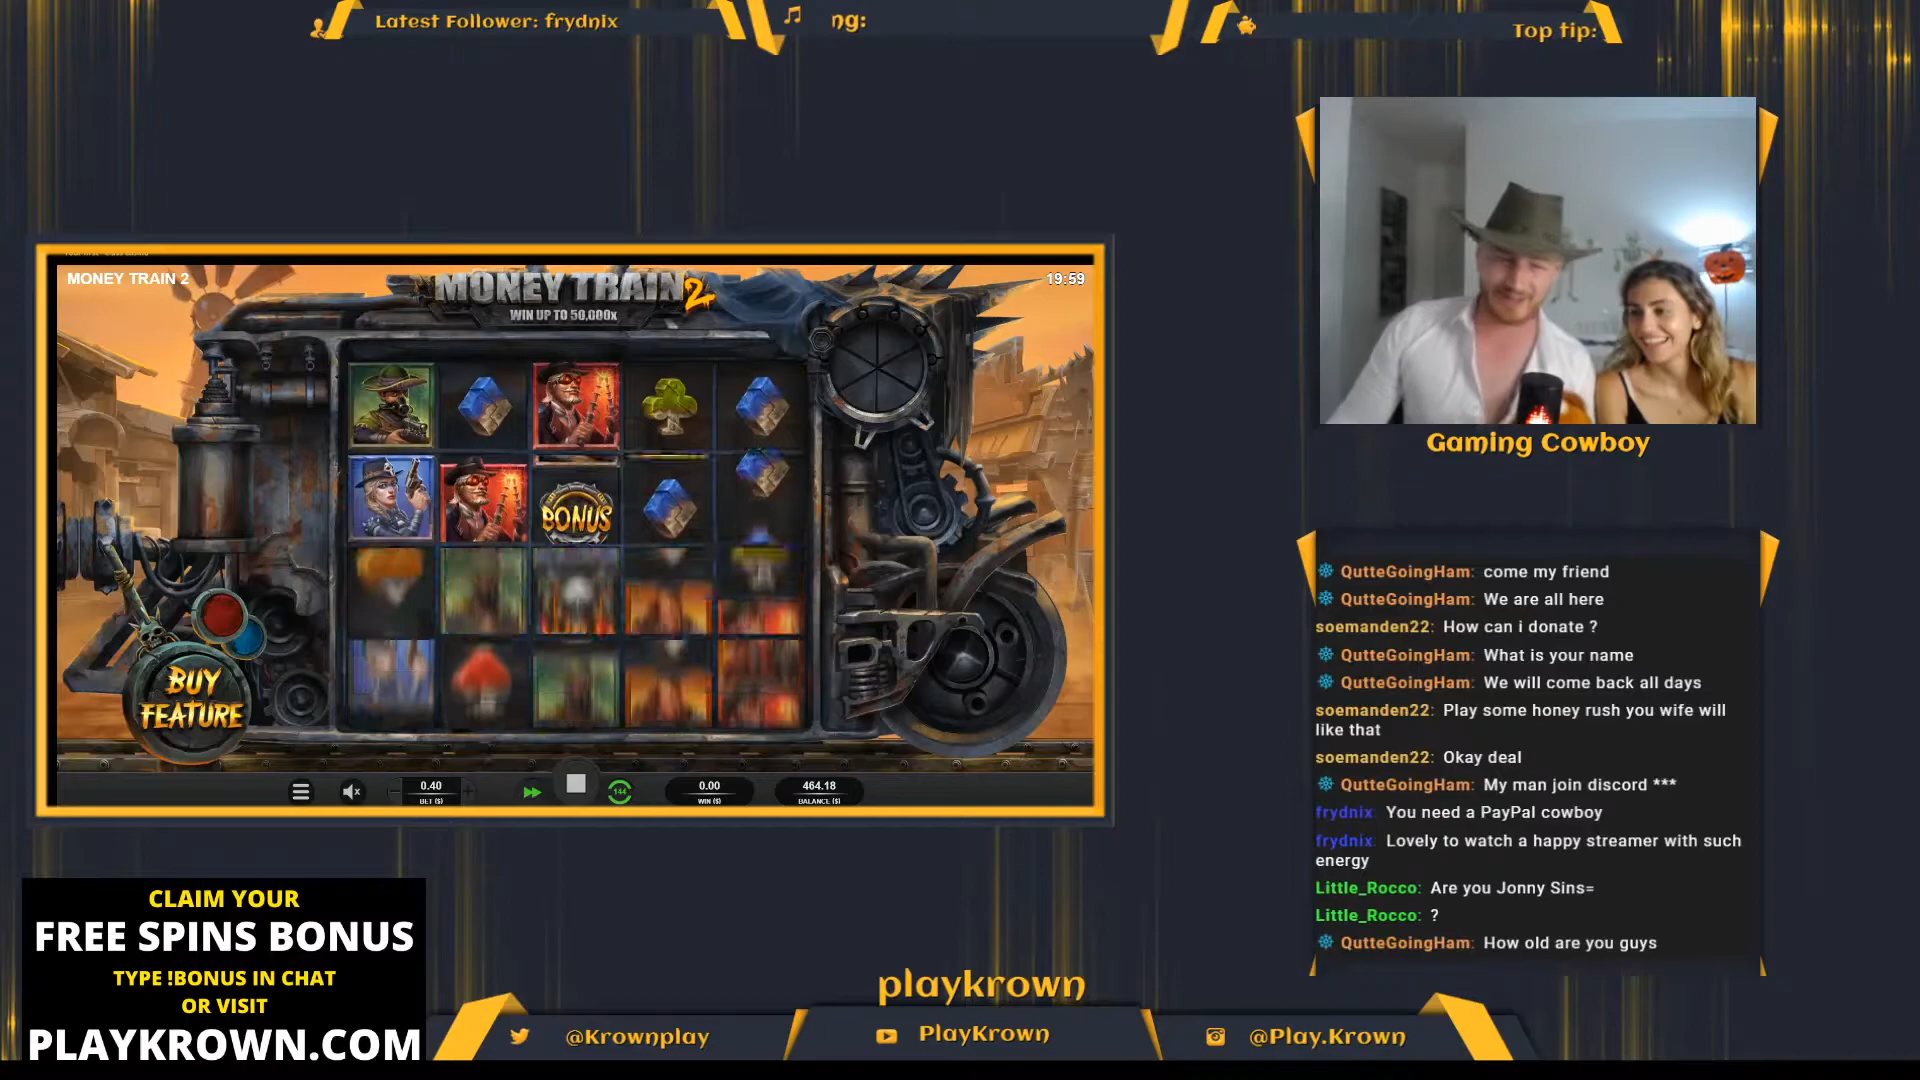 Latest Follower: frydnix
ng:
Top tip:
MONEY TRAIN 2
MONEY TRAIN 2
WIN UP TO 50.000x
19:59
BONUS
BUY
FEATURE
0.40
BET ($)
144
0.00
WIN ($)
464.18
BALANCE ($)
Gaming Cowboy
QutteGoingHam: come my friend
QutteGoingHam: We are all here
soemanden22: How can i donate ?
QutteGoingHam: What is your name
QutteGoingHam: We will come back all days
soemanden22: Play some honey rush you wife will
like that
soemanden22: Okay deal
QutteGoingHam: My man join discord ***
frydnix: You need a PayPal cowboy
frydnix: Lovely to watch a happy streamer with such
energy
Little_Rocco: Are you Jonny Sins=
Little_Rocco: ?
QutteGoingHam: How old are you guys
CLAIM YOUR
FREE SPINS BONUS
TYPE !BONUS IN CHAT
OR VISIT
PLAYKROWN.COM
playkrown
@Krownplay
PlayKrown
@Play.Krown